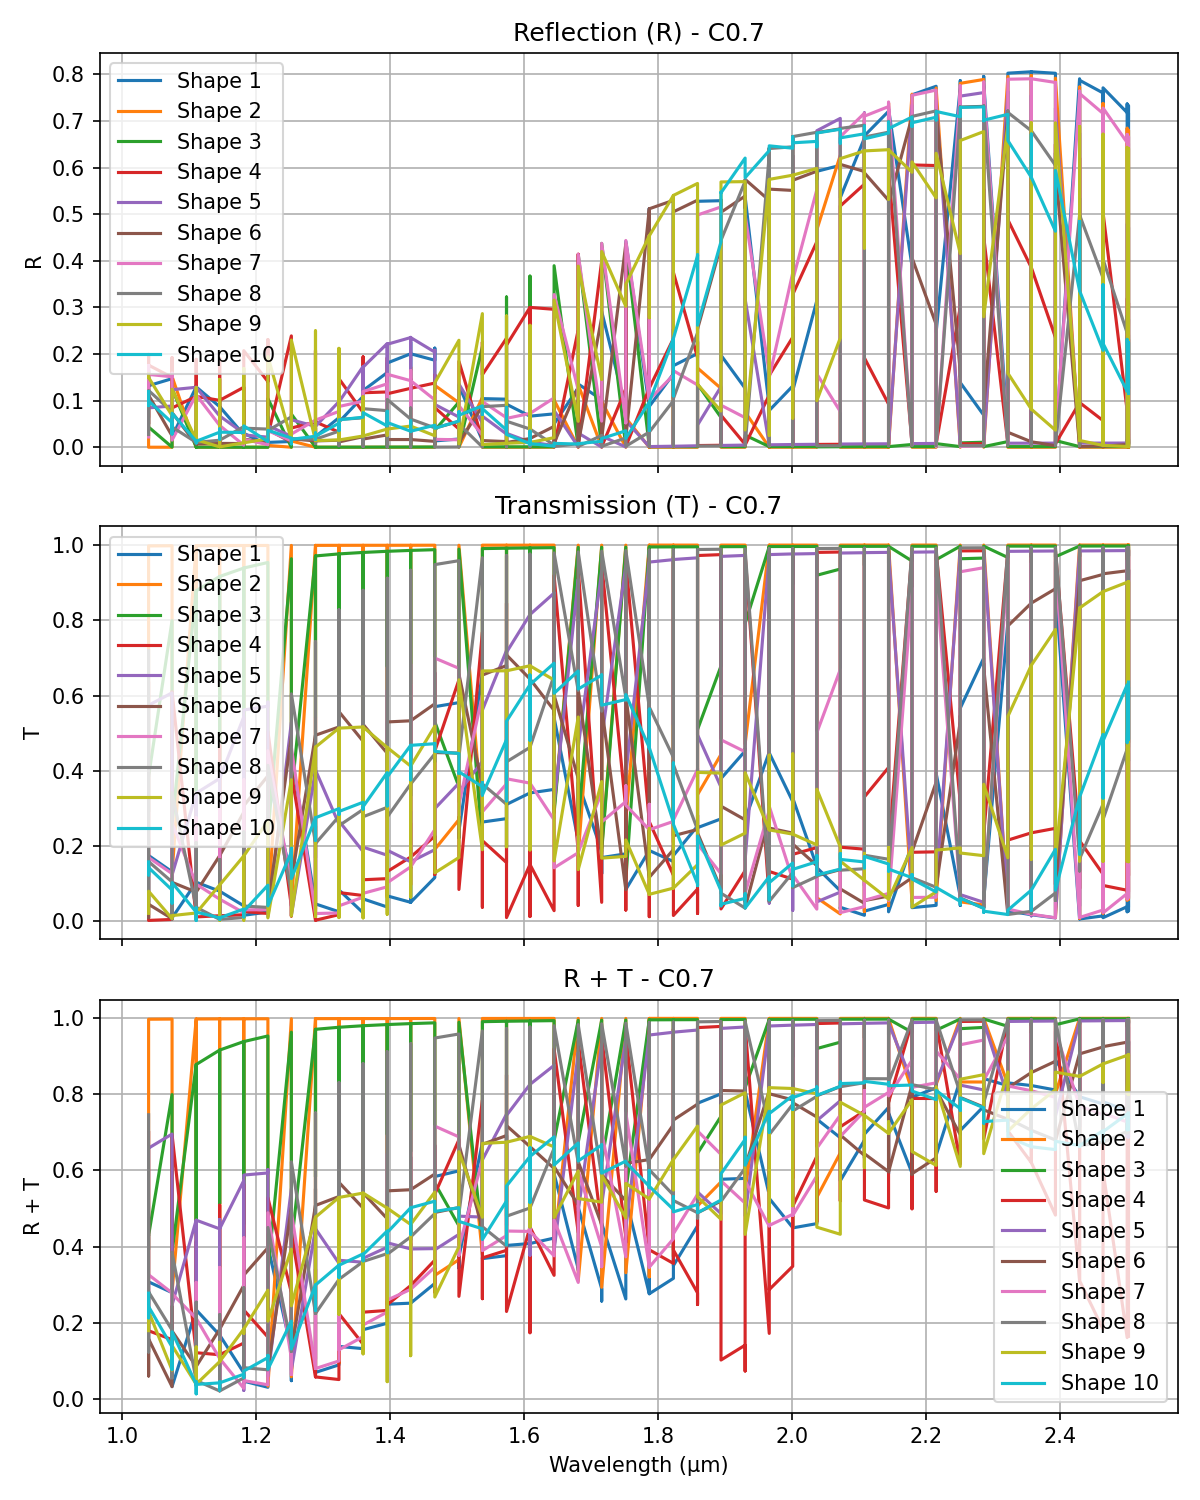 Reflection (R) - C0.7
0.8
0.7
0.6
0.5
0.4
0.3
0.2
0.1
0.0
R
Shape 1
Shape 2
Shape 3
Shape 4
Shape 5
Shape 6
Shape 7
Shape 8
Shape 9
Shape 10
Transmission (T) - C0.7
1.0
0.8
0.6
0.4
0.2
0.0
T
Shape 1
Shape 2
Shape 3
Shape 4
Shape 5
Shape 6
Shape 7
Shape 8
Shape 9
Shape 10
R + T - C0.7
1.0
0.8
0.6
0.4
0.2
0.0
R + T
Shape 1
Shape 2
Shape 3
Shape 4
Shape 5
Shape 6
Shape 7
Shape 8
Shape 9
Shape 10
1.0 1.2 1.4 1.6 1.8 2.0 2.2 2.4
Wavelength (μm)